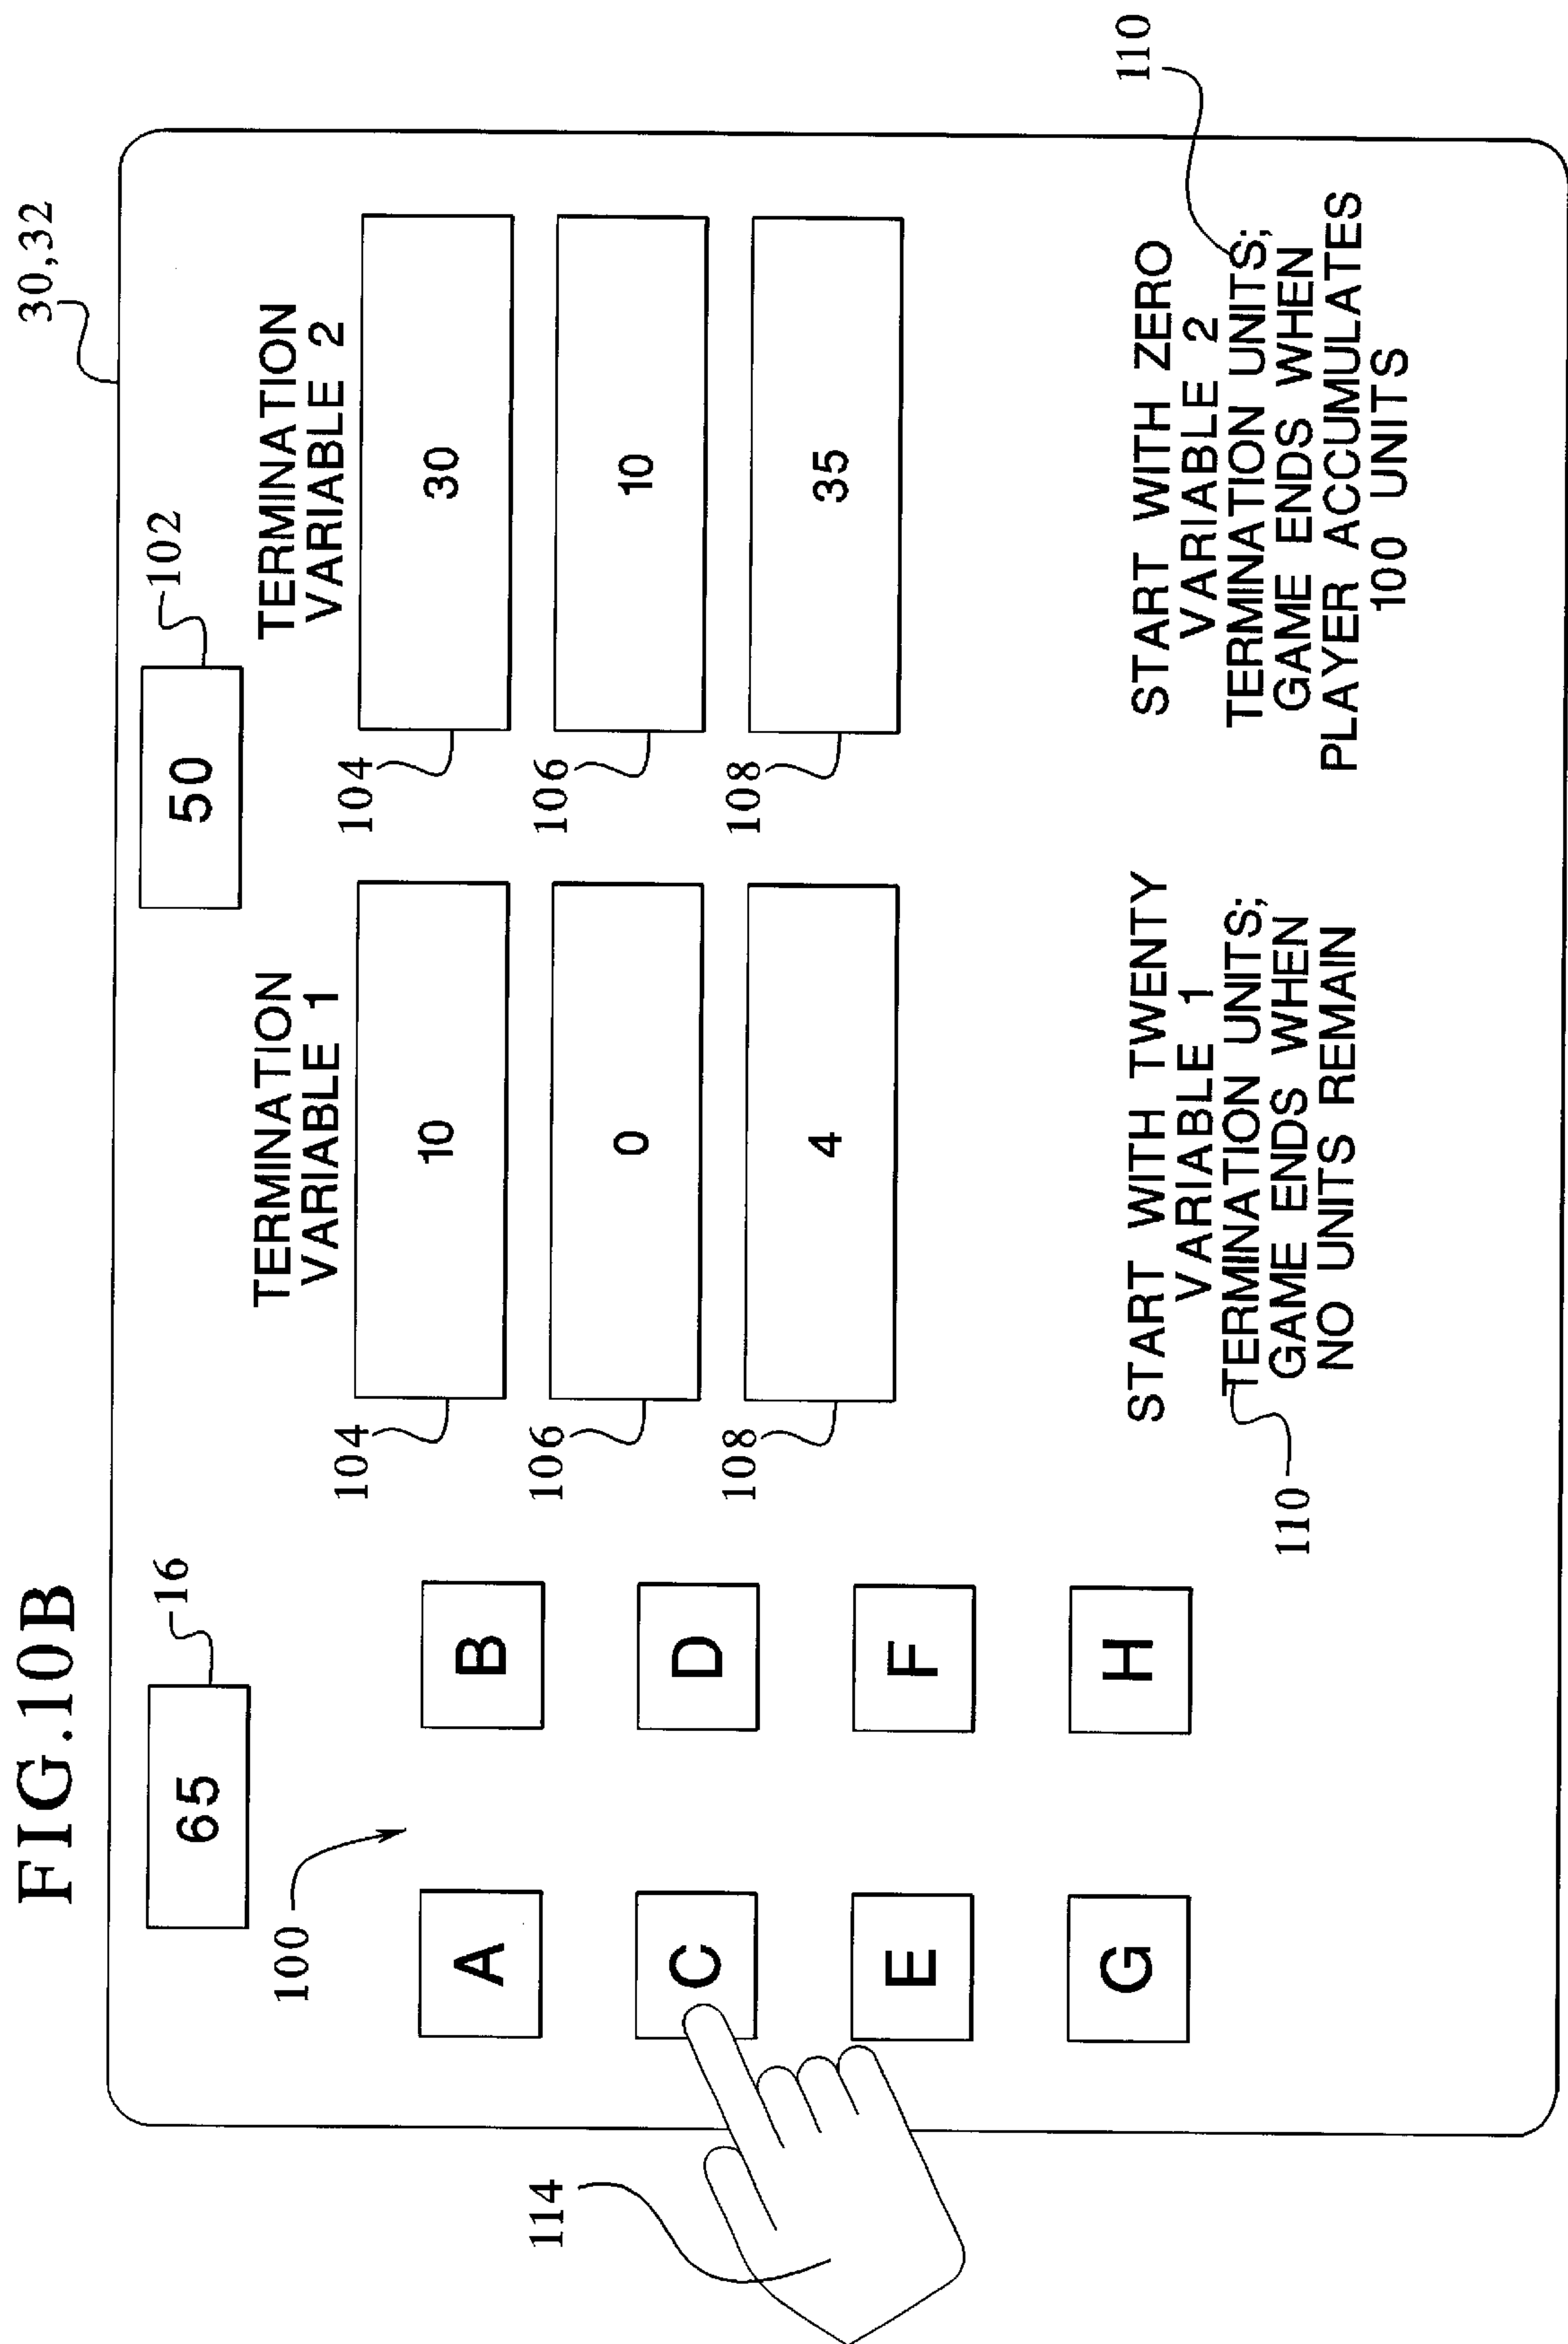 FIG.10B
30,32
65
16
50
102
100
A
B
C
D
E
F
G
H
114
TERMINATION
VARIABLE 1
104
10
106
0
108
4
START WITH TWENTY
VARIABLE 1
TERMINATION UNITS;
GAME ENDS WHEN
NO UNITS REMAIN
110
TERMINATION
VARIABLE 2
104
30
106
10
108
35
START WITH ZERO
VARIABLE 2
TERMINATION UNITS;
GAME ENDS WHEN
PLAYER ACCUMULATES
100 UNITS
110